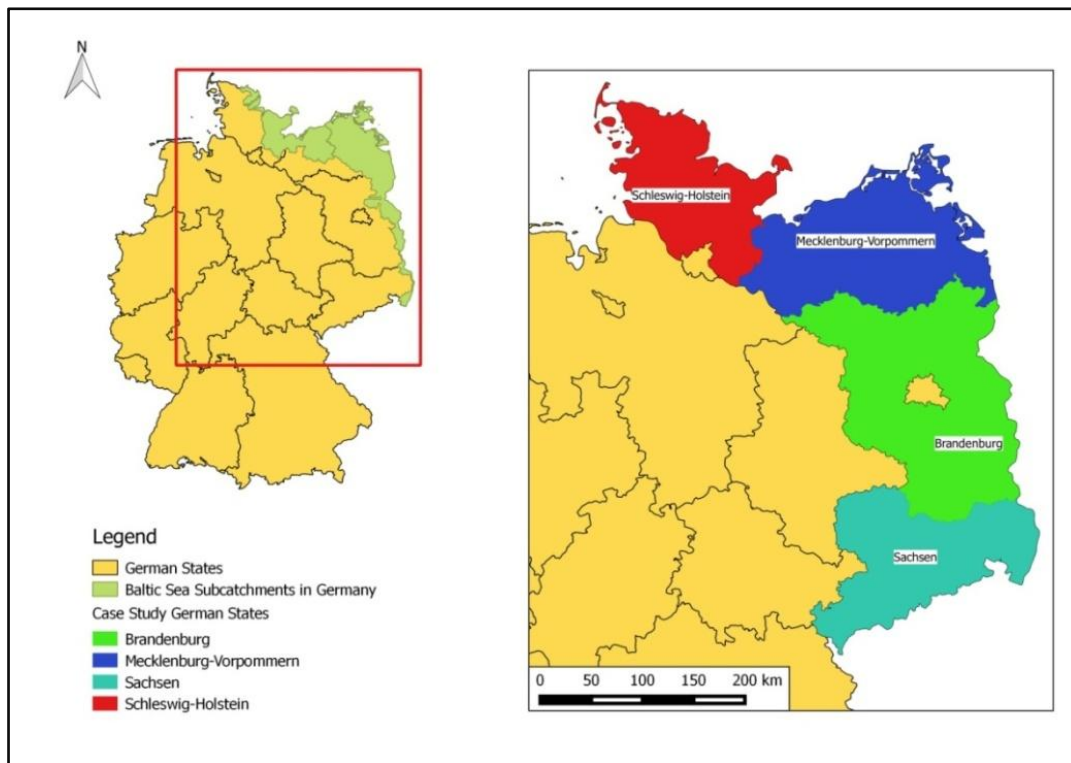 N
Schleswig-Holstein
Mecklenburg-Vorpommern
Brandenburg
Sachsen
Legend
German States
Baltic Sea Subcatchments in Germany
Case Study German States
Brandenburg
Mecklenburg-Vorpommern
Sachsen
Schleswig-Holstein
0 50 100 150 200 km